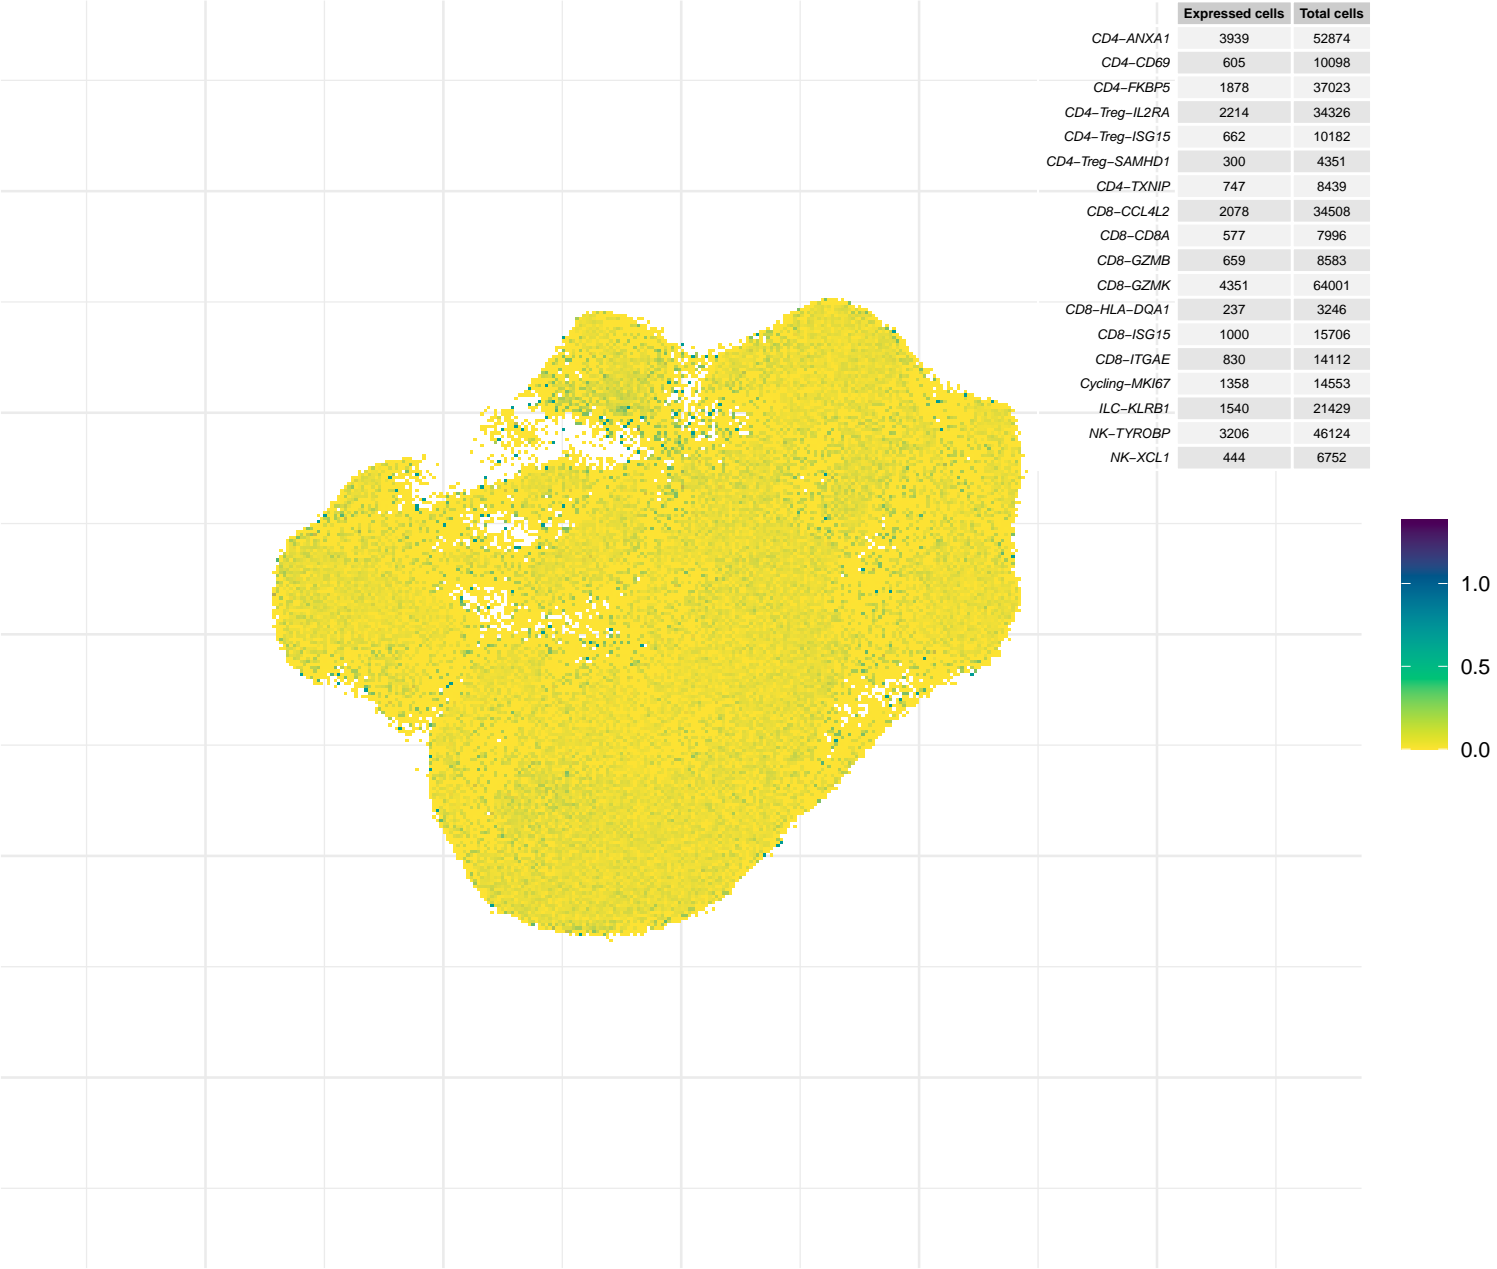 Expressed cells Total cells
CD4−ANXA1 3939 52874
CD4−CD69 605 10098
CD4−FKBP5 1878 37023
CD4−Treg−IL2RA 2214 34326
CD4−Treg−ISG15 662 10182
CD4−Treg−SAMHD1 300 4351
CD4−TXNIP 747 8439
CD8−CCL4L2 2078 34508
CD8−CD8A 577 7996
CD8−GZMB 659 8583
CD8−GZMK 4351 64001
CD8−HLA−DQA1 237 3246
CD8−ISG15 1000 15706
CD8−ITGAE 830 14112
Cycling−MKI67 1358 14553
ILC−KLRB1 1540 21429
NK−TYROBP 3206 46124
NK−XCL1 444 6752
1.0
0.5
0.0